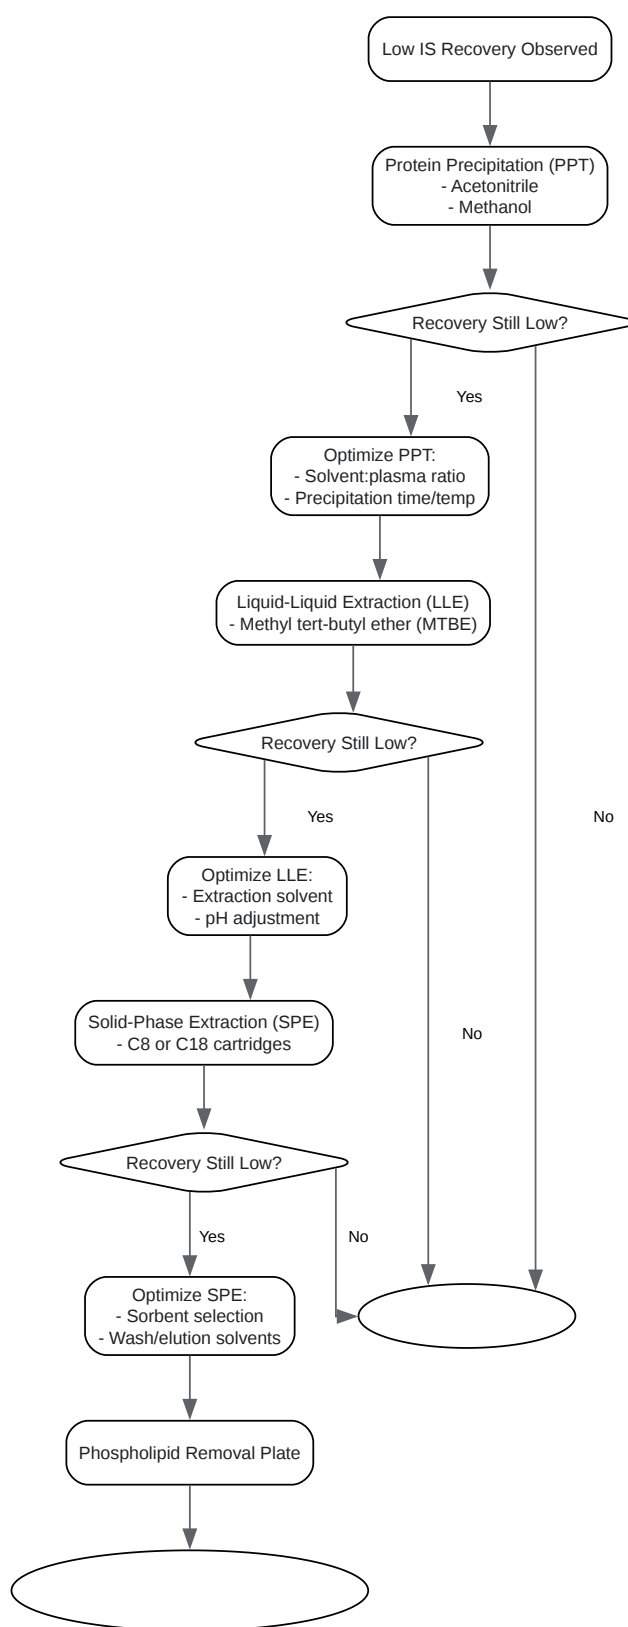 Low IS Recovery Observed
Protein Precipitation (PPT)
- Acetonitrile
- Methanol
Recovery Still Low?
Yes
Optimize PPT:
- Solvent:plasma ratio
- Precipitation time/temp
Liquid-Liquid Extraction (LLE)
- Methyl tert-butyl ether (MTBE)
Recovery Still Low?
Yes
No
Optimize LLE:
- Extraction solvent
- pH adjustment
Solid-Phase Extraction (SPE)
- C8 or C18 cartridges
No
Recovery Still Low?
Yes
No
Optimize SPE:
- Sorbent selection
- Wash/elution solvents
Phospholipid Removal Plate